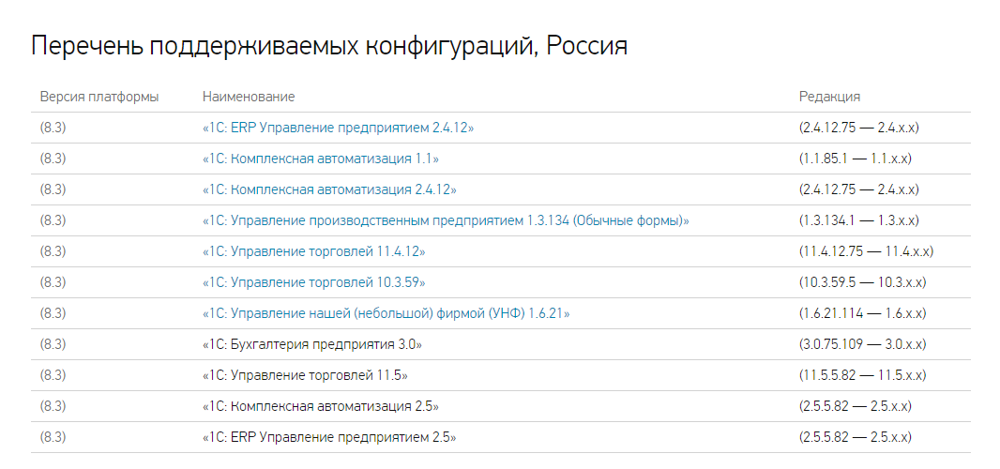 Перечень поддерживаемых конфигураций, Россия
Версия платформы Наименование Редакция
(8.3) «1С: ERP Управление предприятием 2.4.12» (2.4.12.75 — 2.4.x.x)
(8.3) «1С: Комплексная автоматизация 1.1» (1.1.85.1 — 1.1.x.x)
(8.3) «1С: Комплексная автоматизация 2.4.12» (2.4.12.75 — 2.4.x.x)
(8.3) «1С: Управление производственным предприятием 1.3.134 (Обычные формы)» (1.3.134.1 — 1.3.x.x)
(8.3) «1С: Управление торговлей 11.4.12» (11.4.12.75 — 11.4.x.x)
(8.3) «1С: Управление торговлей 10.3.59» (10.3.59.5 — 10.3.x.x)
(8.3) «1С: Управление нашей (небольшой) фирмой (УНФ) 1.6.21» (1.6.21.114 — 1.6.x.x)
(8.3) «1С: Бухгалтерия предприятия 3.0» (3.0.75.109 — 3.0.x.x)
(8.3) «1С: Управление торговлей 11.5» (11.5.5.82 — 11.5.x.x)
(8.3) «1С: Комплексная автоматизация 2.5» (2.5.5.82 — 2.5.x.x)
(8.3) «1С: ERP Управление предприятием 2.5» (2.5.5.82 — 2.5.x.x)